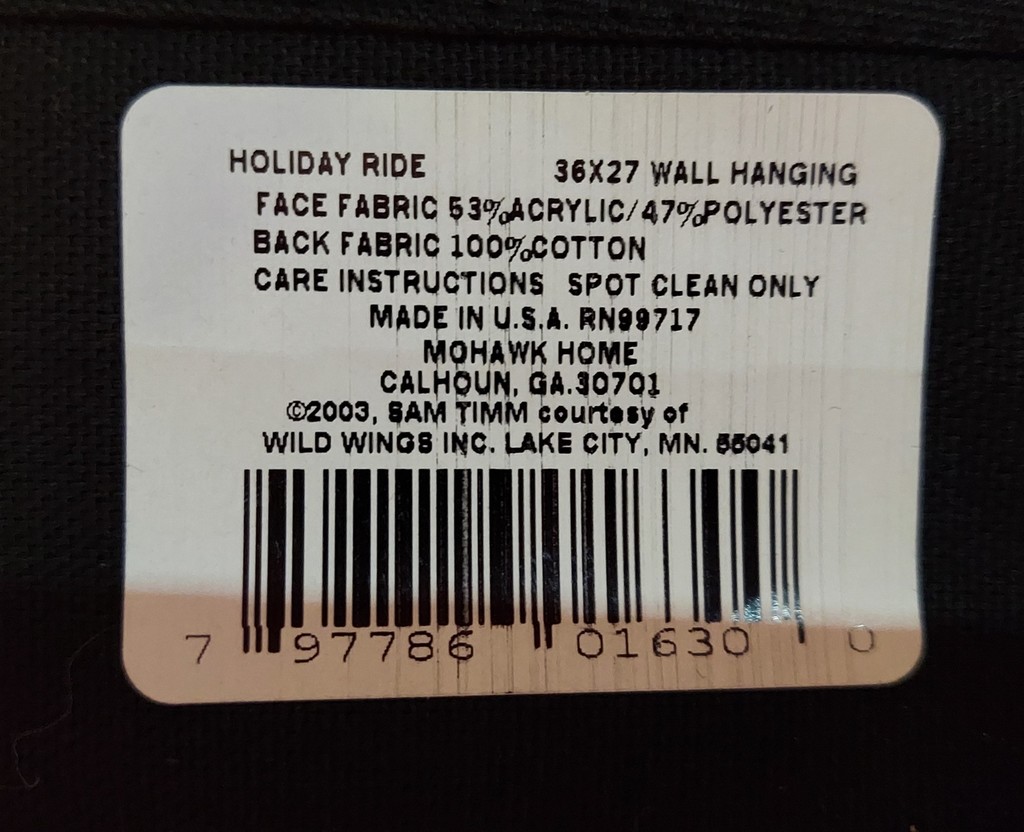 HOLIDAY RIDE 36X27 WALL HANGING
FACE FABRIC 53%ACRYLIC/47%POLYESTER
BACK FABRIC 100%COTTON
CARE INSTRUCTIONS SPOT CLEAN ONLY
MADE IN U.S.A. RN99717
MOHAWK HOME
CALHOUN, GA.30701
©2003, SAM TIMM courtesy of
WILD WINGS INC. LAKE CITY, MN. 55041
7 97786 01630 0